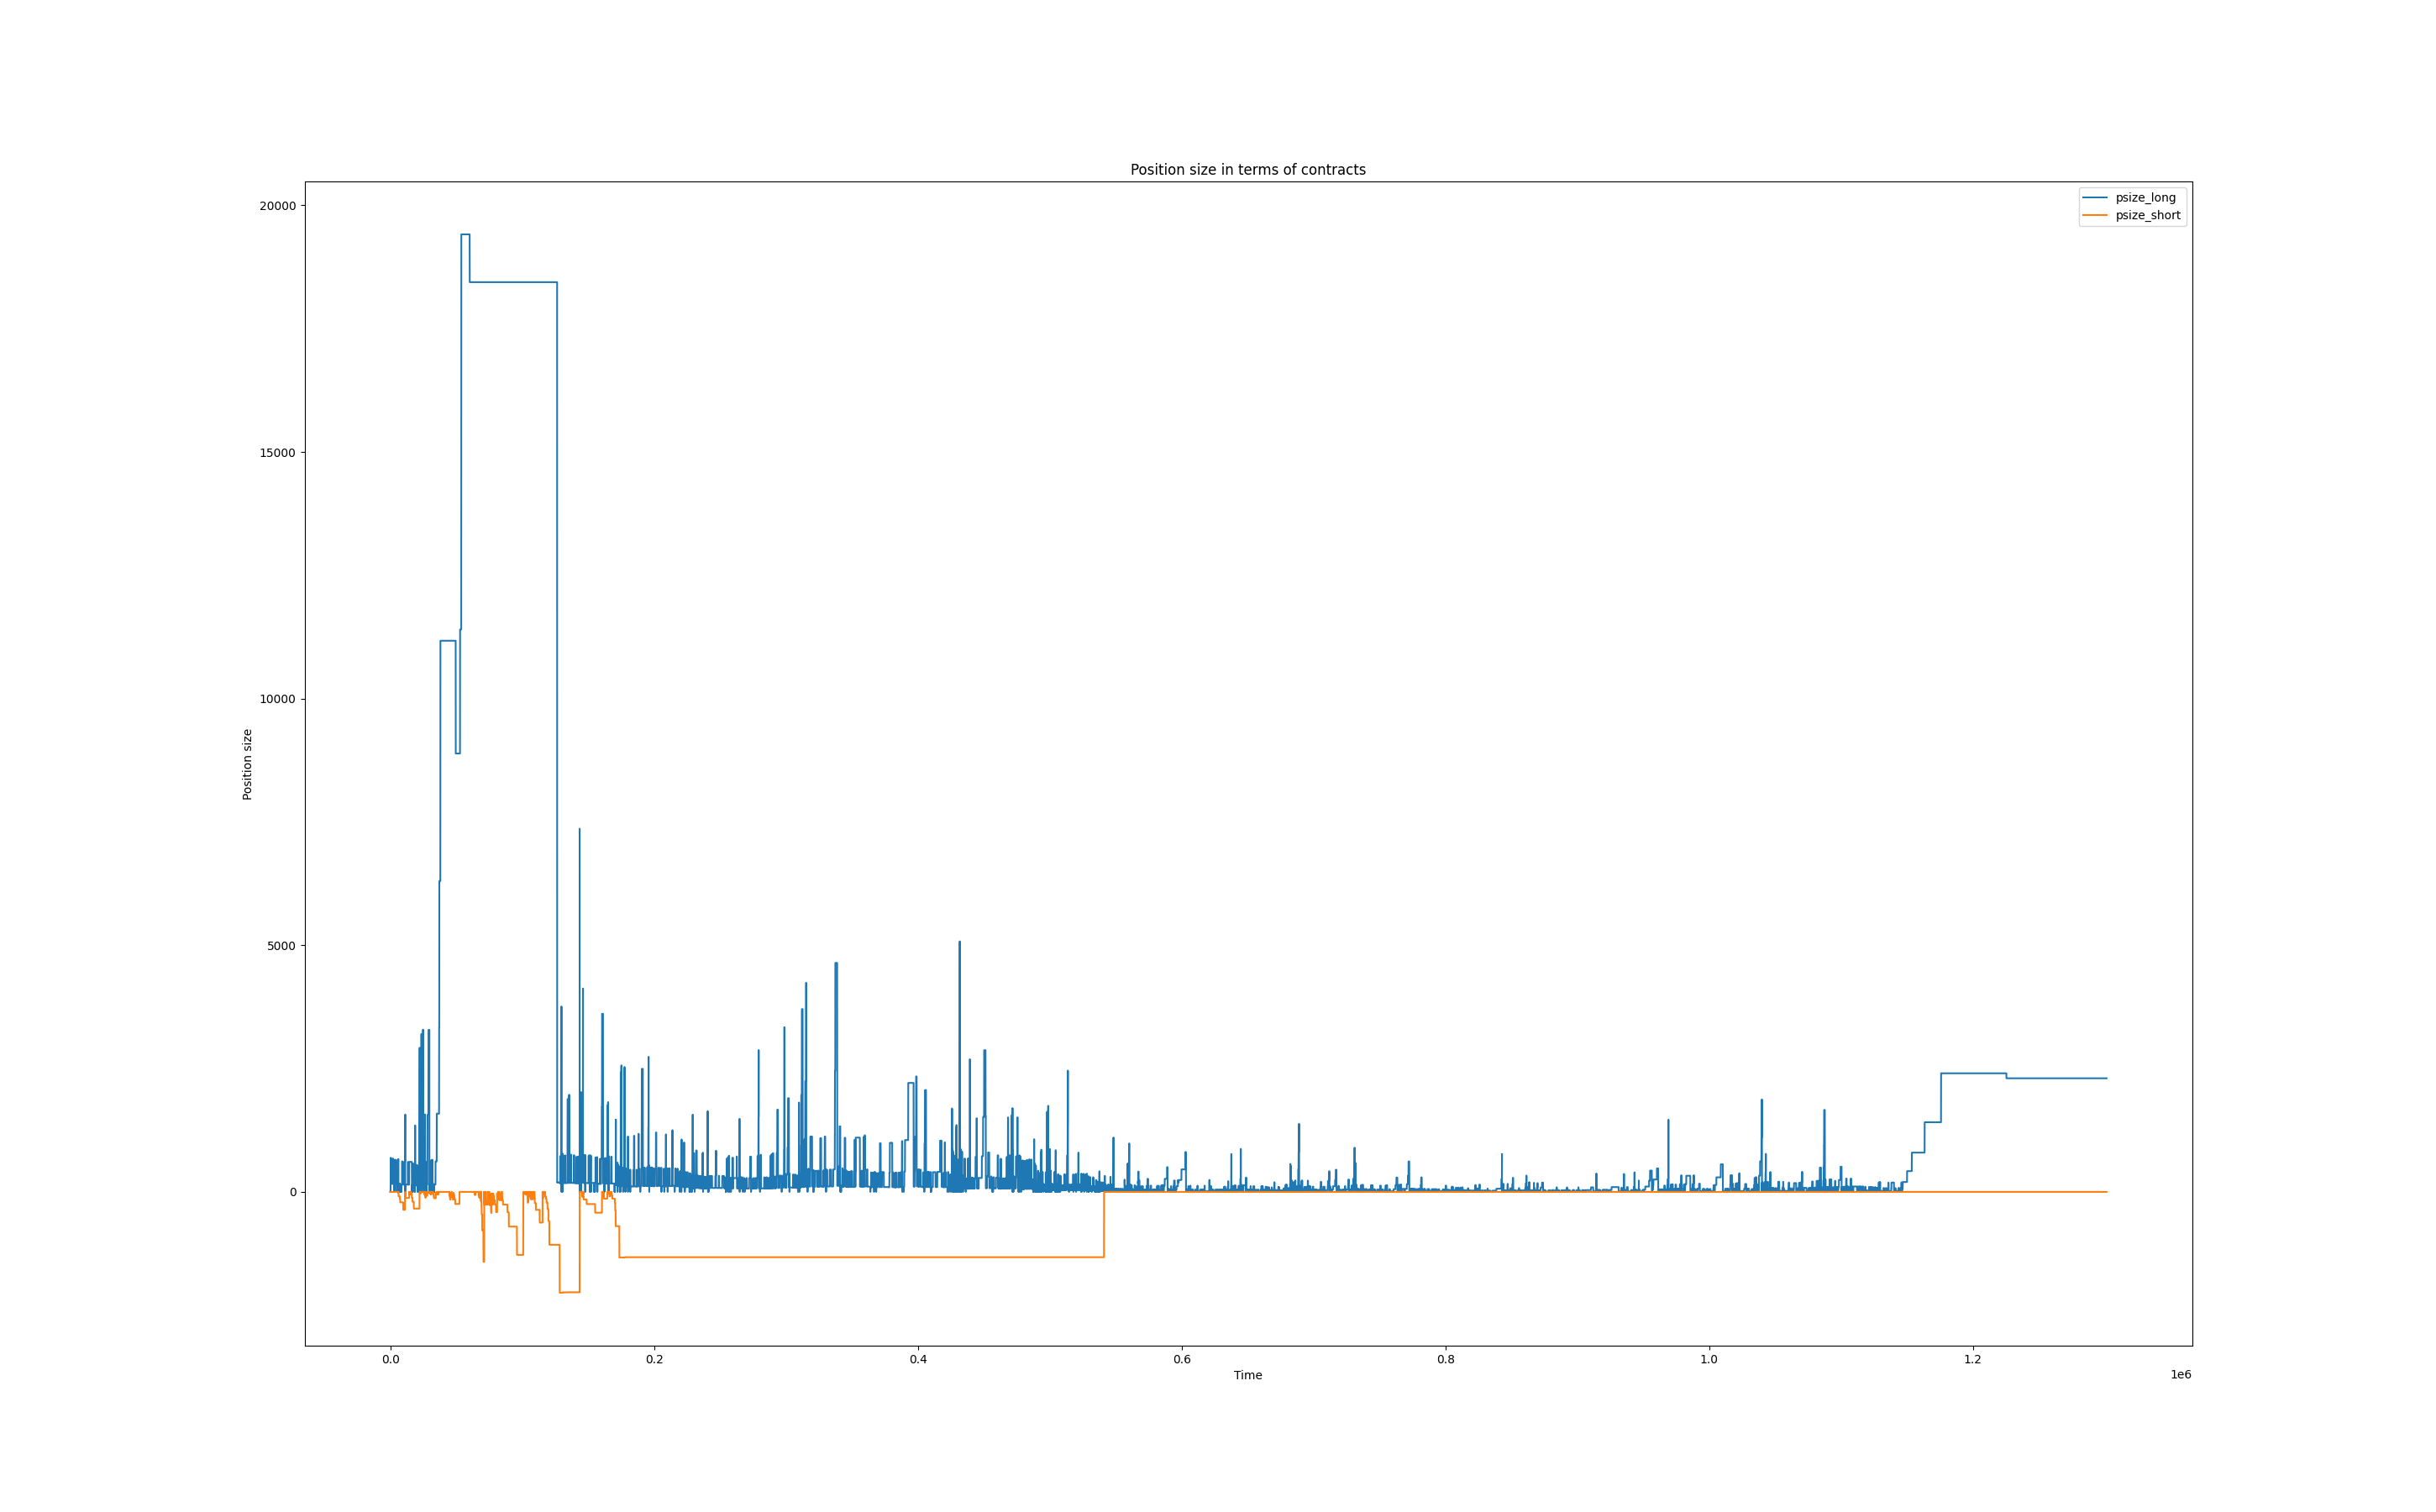 Position size in terms of contracts
psize_long
psize_short
20000
15000
10000
5000
0
Position size
0.0
0.2
0.4
0.6
0.8
1.0
1.2
1e6
Time